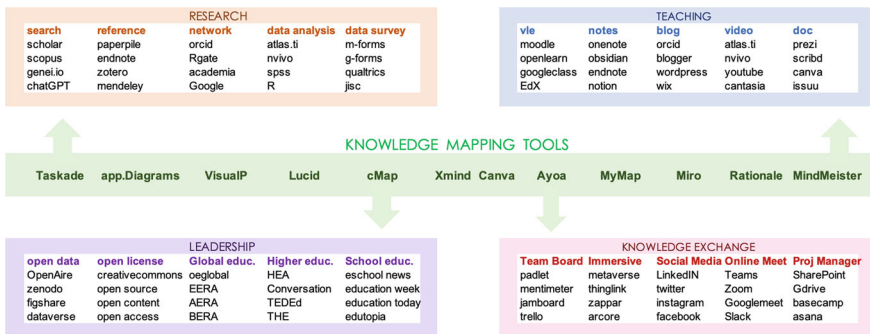 RESEARCH
search reference network data analysis data survey
scholar paperpile orcid atlas.ti m-forms
scopus endnote Rgate nvivo g-forms
genei.io zotero academia spss qualtrics
chatGPT mendeley Google R jisc
TEACHING
vle notes blog video doc
moodle onenote orcid atlas.ti prezi
openlearn obsidian blogger nvivo scribd
googleclass endnote wordpress youtube canva
EdX notion wix cantasia issuu
KNOWLEDGE MAPPING TOOLS
Taskade app.Diagrams VisualP Lucid cMap Xmind Canva Ayoa MyMap Miro Rationale MindMeister
LEADERSHIP
open data open license Global educ. Higher educ. School educ.
OpenAire creativecommons oeglobal HEA eschool news
zenodo open source EERA Conversation education week
figshare open content AERA TEDEd education today
dataverse open access BERA THE edutopia
KNOWLEDGE EXCHANGE
Team Board Immersive Social Media Online Meet Proj Manager
padlet metaverse LinkedIN Teams SharePoint
mentimeter thinglink twitter Zoom Gdrive
jamboard zappar instagram Googlemeet basecamp
trello arcore facebook Slack asana